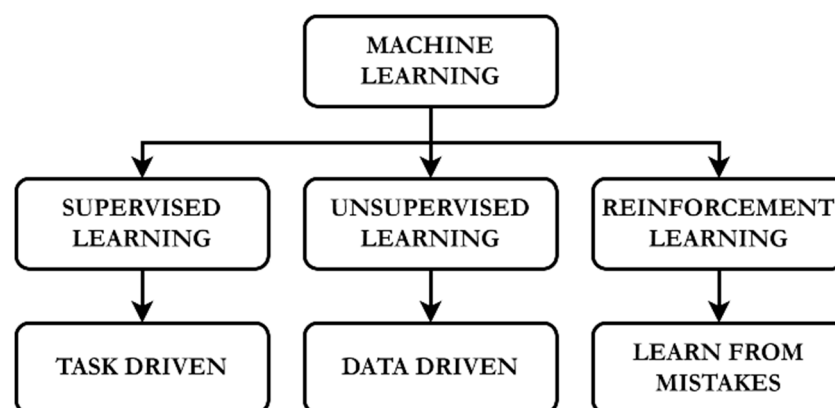 MACHINE
LEARNING
SUPERVISED
LEARNING
UNSUPERVISED
LEARNING
REINFORCEMENT
LEARNING
TASK DRIVEN
DATA DRIVEN
LEARN FROM
MISTAKES